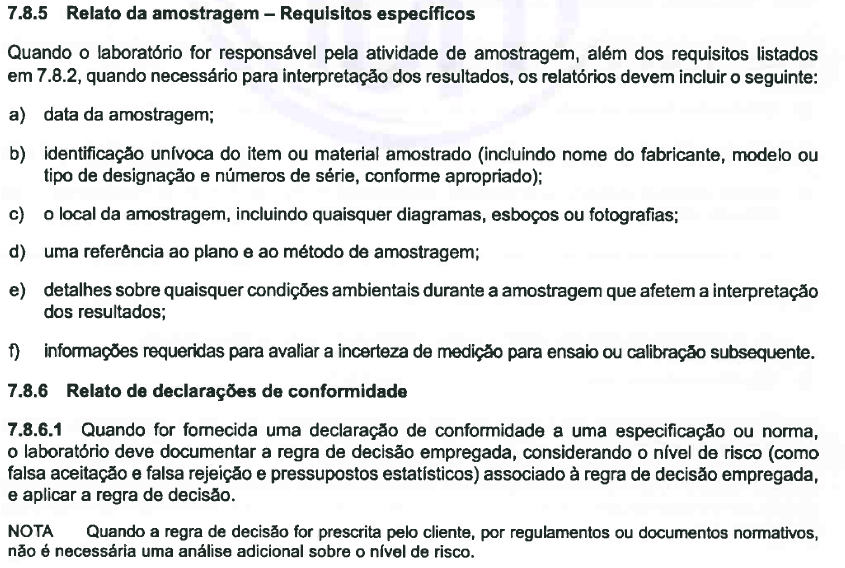 7.8.5 Relato da amostragem – Requisitos específicos
Quando o laboratório for responsável pela atividade de amostragem, além dos requisitos listados
em 7.8.2, quando necessário para interpretação dos resultados, os relatórios devem incluir o seguinte:
a) data da amostragem;
b) identificação unívoca do item ou material amostrado (incluindo nome do fabricante, modelo ou
tipo de designação e números de série, conforme apropriado);
c) o local da amostragem, incluindo quaisquer diagramas, esboços ou fotografias;
d) uma referência ao plano e ao método de amostragem;
e) detalhes sobre quaisquer condições ambientais durante a amostragem que afetem a interpretação
dos resultados;
f) informações requeridas para avaliar a incerteza de medição para ensaio ou calibração subsequente.
7.8.6 Relato de declarações de conformidade
7.8.6.1 Quando for fornecida uma declaração de conformidade a uma especificação ou norma,
o laboratório deve documentar a regra de decisão empregada, considerando o nível de risco (como
falsa aceitação e falsa rejeição e pressupostos estatísticos) associado à regra de decisão empregada,
e aplicar a regra de decisão.
NOTA Quando a regra de decisão for prescrita pelo cliente, por regulamentos ou documentos normativos,
não é necessária uma análise adicional sobre o nível de risco.